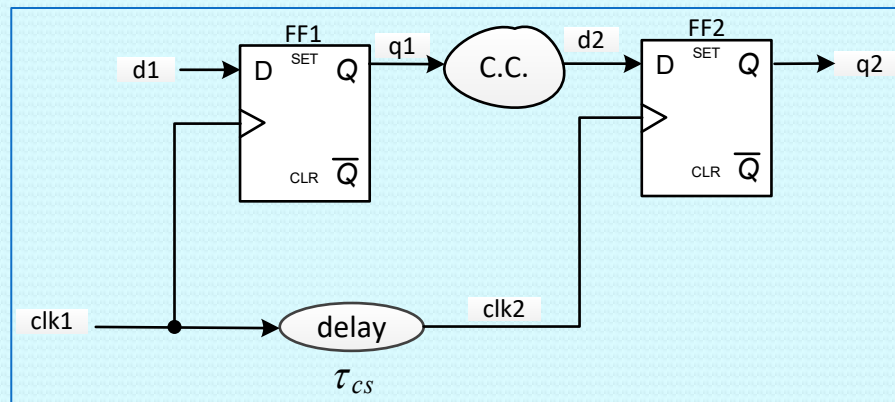 FF1
FF2
q1
d2
d1
D
SET
Q
C.C.
D
SET
Q
q2
CLR
Q̅
CLR
Q̅
clk1
delay
clk2
τcs